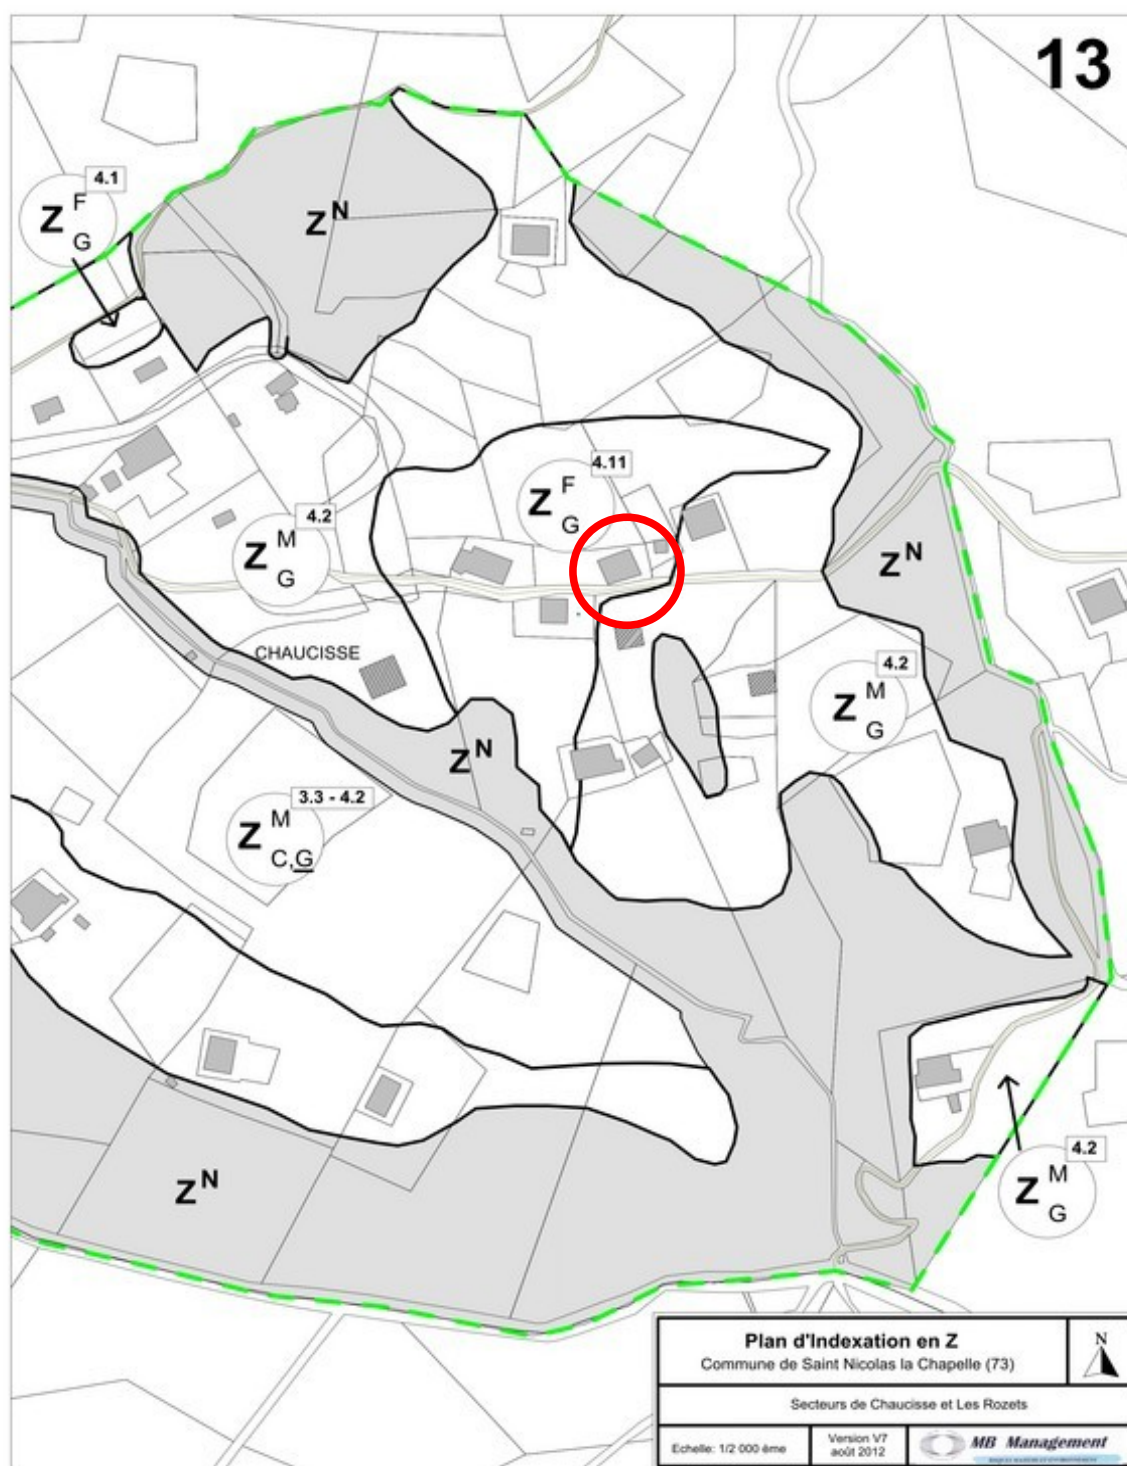 13
4.1
Z F G
Z N
4.11
Z F G
4.2
Z M G
Z N
CHAUCISSE
4.2
Z M G
Z N
3.3 - 4.2
Z M C,G
Z N
4.2
Z M G
Plan d'Indexation en Z
Commune de Saint Nicolas la Chapelle (73)
N
Secteurs de Chaucisse et Les Rozets
Echelle: 1/2 000 ème
Version V7
août 2012
MB Management